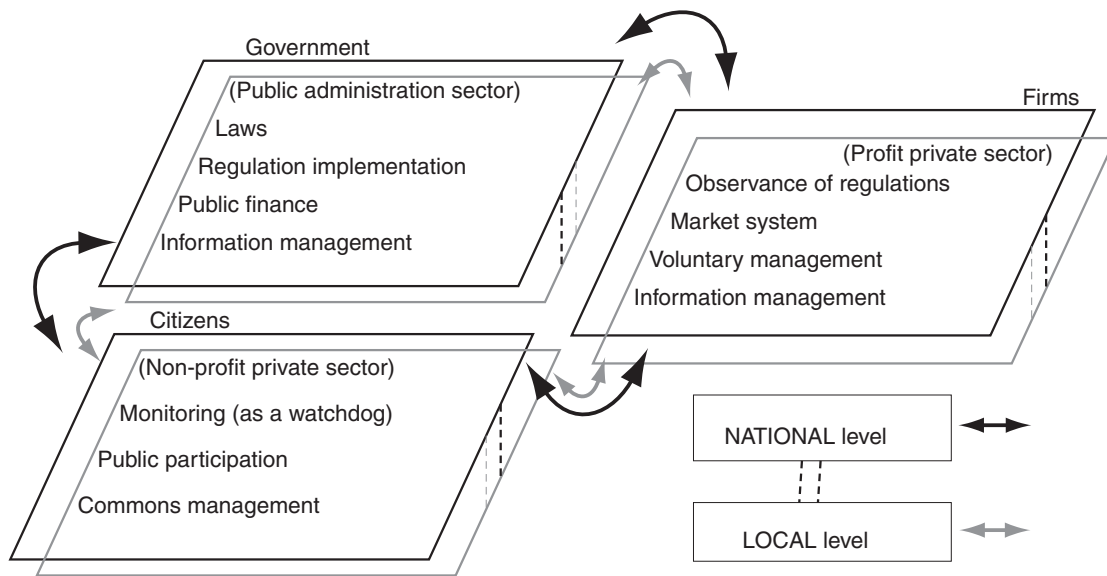 Government
(Public administration sector)
Laws
Regulation implementation
Public finance
Information management
Firms
(Profit private sector)
Observance of regulations
Market system
Voluntary management
Information management
Citizens
(Non-profit private sector)
Monitoring (as a watchdog)
Public participation
Commons management
NATIONAL level
LOCAL level